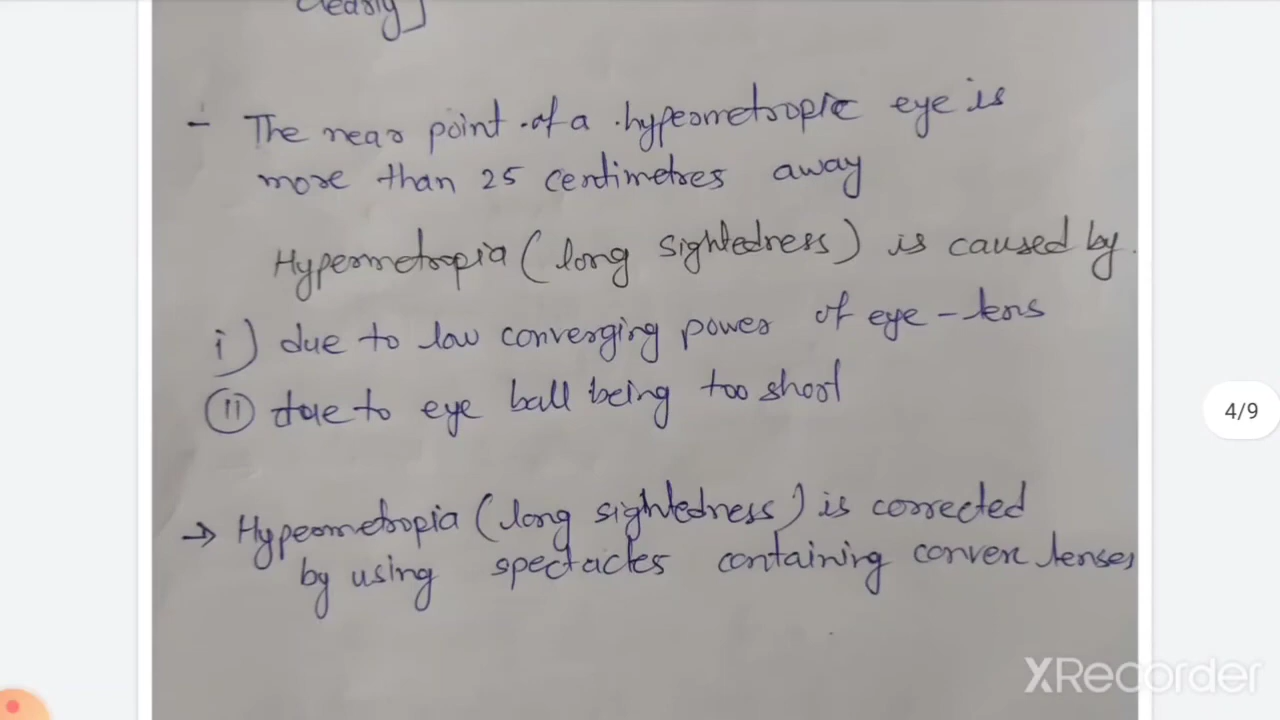 clearly]
- The near point of a hypermetropic eye is
more than 25 centimetres away
Hypermetropia (long sightedness) is caused by
i) due to low converging power of eye-lens
(ii) due to eye ball being too short
→ Hypermetropia (long sightedness) is corrected
by using spectacles containing convex lenses
4/9
XRecorder